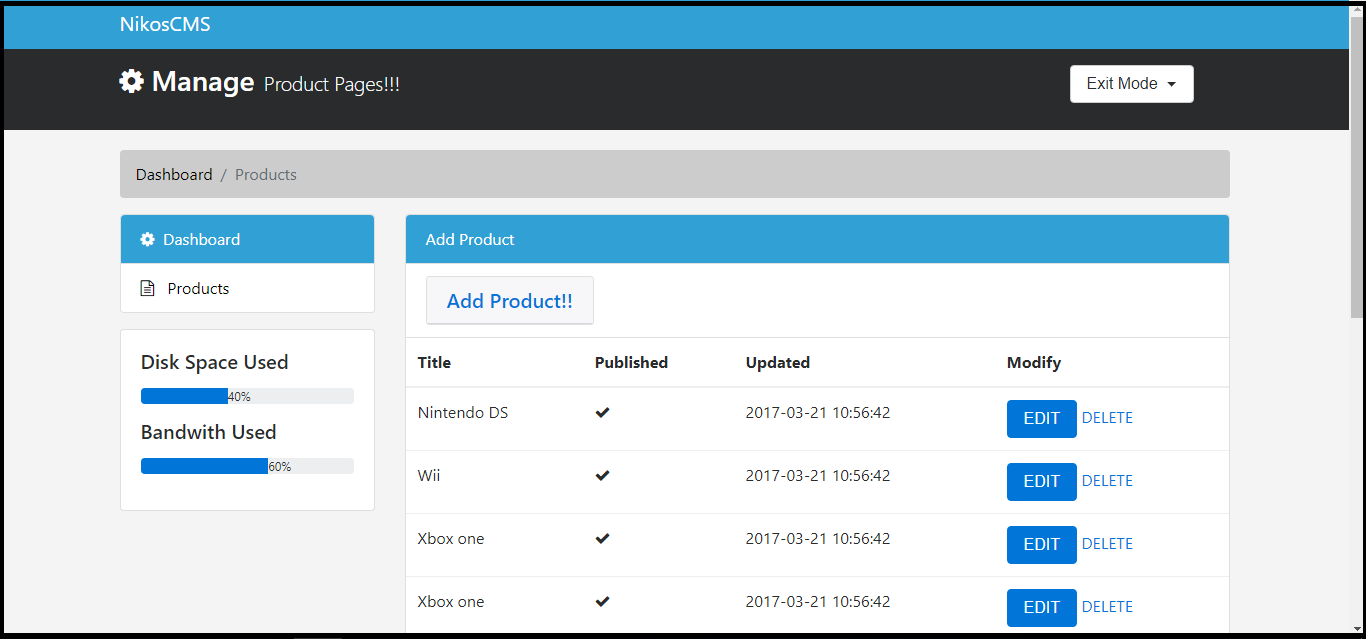 NikosCMS
Manage Product Pages!!!
Exit Mode
Dashboard / Products
Dashboard
Products
Disk Space Used
40%
Bandwith Used
60%
Add Product
Add Product!!
Title Published Updated Modify
Nintendo DS 2017-03-21 10:56:42 EDIT DELETE
Wii 2017-03-21 10:56:42 EDIT DELETE
Xbox one 2017-03-21 10:56:42 EDIT DELETE
Xbox one 2017-03-21 10:56:42 EDIT DELETE